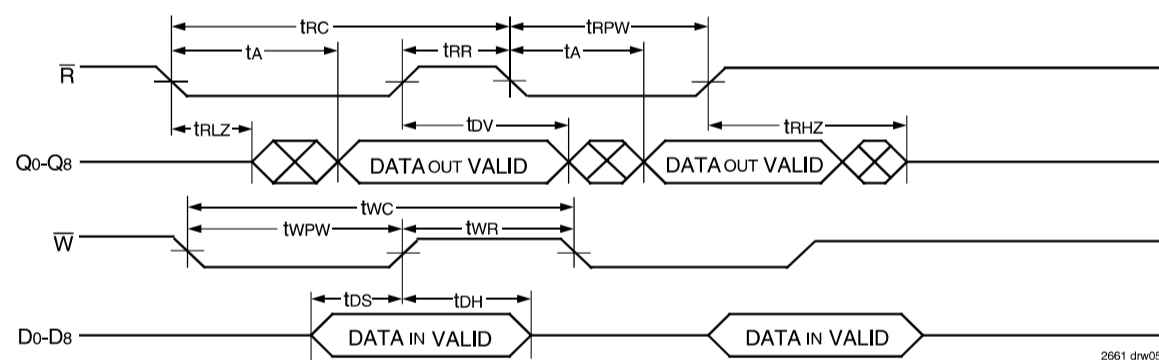 tRC
tRPW
tA
tRR
tA
R̅
tRLZ
tDV
tRHZ
Q0-Q8
DATA OUT VALID
DATA OUT VALID
tWC
tWPW
tWR
W̅
tDS
tDH
D0-D8
DATA IN VALID
DATA IN VALID
2661 drw05